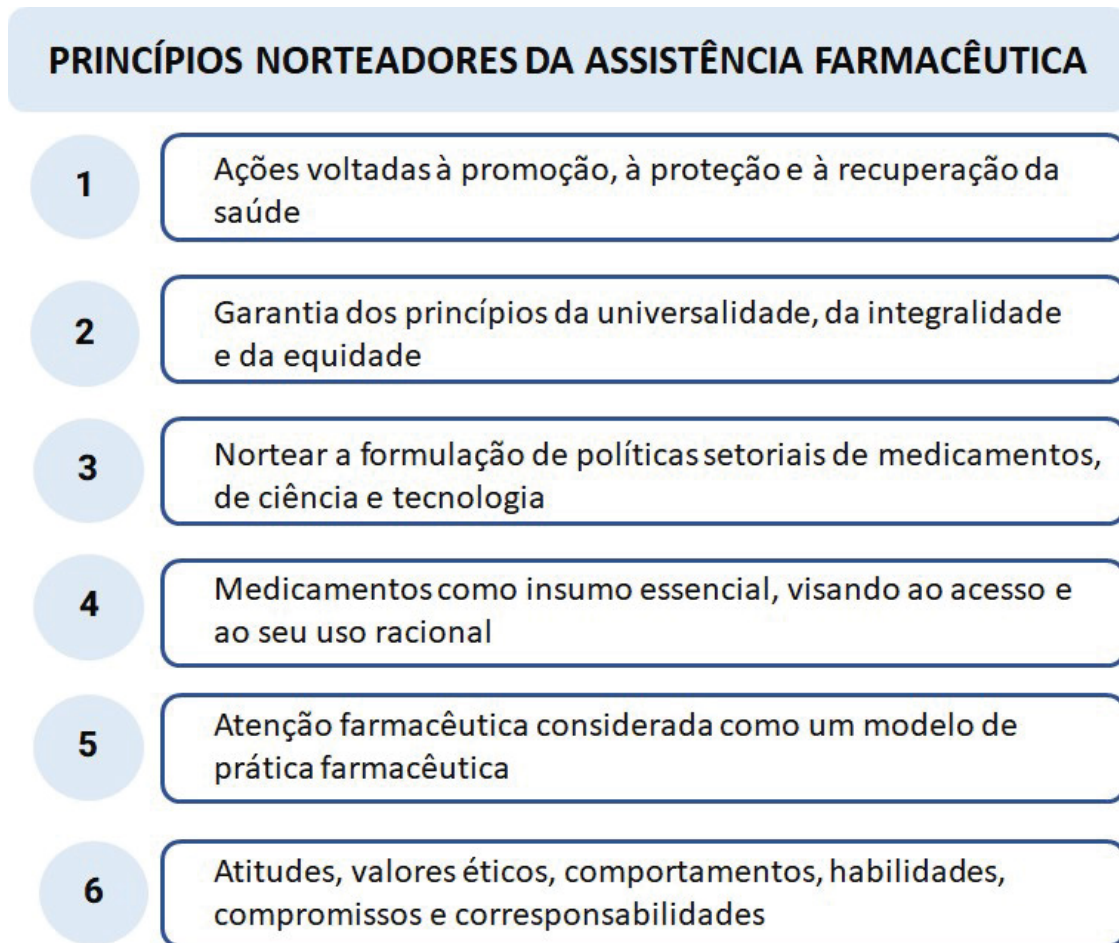 PRINCÍPIOS NORTEADORES DA ASSISTÊNCIA FARMACÊUTICA
1
Ações voltadas à promoção, à proteção e à recuperação da
saúde
2
Garantia dos princípios da universalidade, da integralidade
e da equidade
3
Nortear a formulação de políticas setoriais de medicamentos,
de ciência e tecnologia
4
Medicamentos como insumo essencial, visando ao acesso e
ao seu uso racional
5
Atenção farmacêutica considerada como um modelo de
prática farmacêutica
6
Atitudes, valores éticos, comportamentos, habilidades,
compromissos e corresponsabilidades